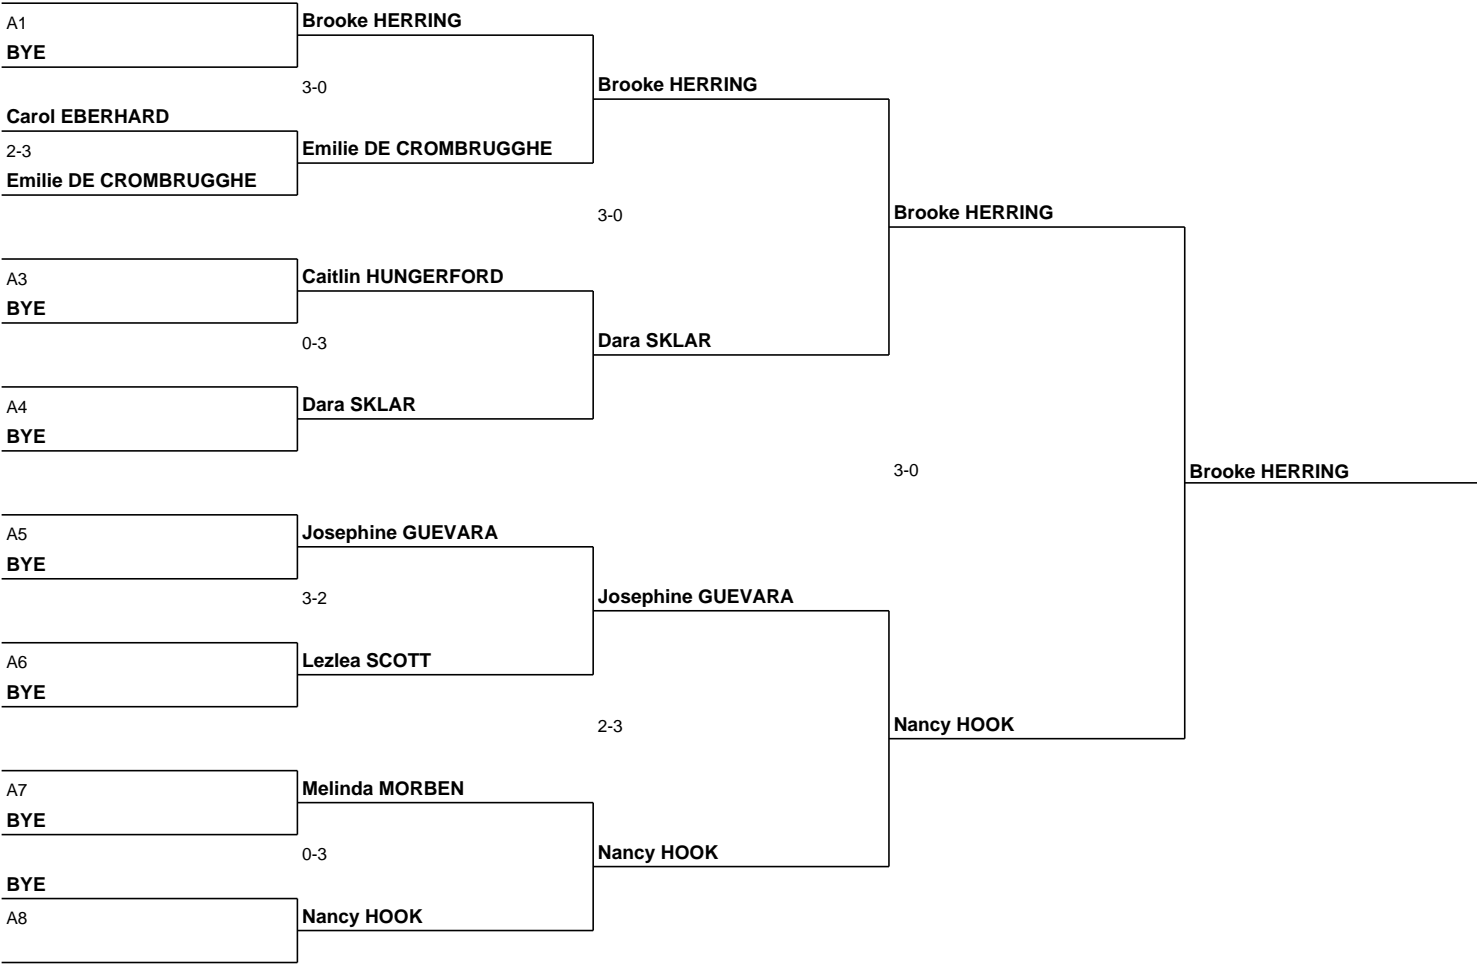 A1
BYE
Brooke HERRING
3-0
Brooke HERRING
Carol EBERHARD
2-3
Emilie DE CROMBRUGGHE
Emilie DE CROMBRUGGHE
3-0
Brooke HERRING
A3
BYE
Caitlin HUNGERFORD
0-3
Dara SKLAR
A4
BYE
Dara SKLAR
3-0
Brooke HERRING
A5
BYE
Josephine GUEVARA
3-2
Josephine GUEVARA
A6
BYE
Lezlea SCOTT
2-3
Nancy HOOK
A7
BYE
Melinda MORBEN
0-3
Nancy HOOK
BYE
A8
Nancy HOOK